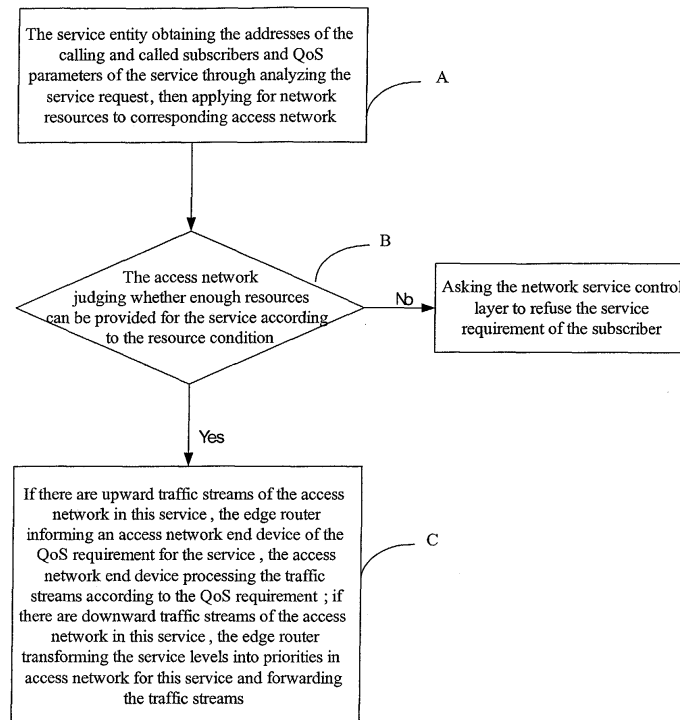 The service entity obtaining the addresses of the
calling and called subscribers and QoS
parameters of the service through analyzing the
service request, then applying for network
resources to corresponding access network
A
B
The access network
judging whether enough resources
can be provided for the service according
to the resource condition
No
Asking the network service control
layer to refuse the service
requirement of the subscriber
Yes
If there are upward traffic streams of the access
network in this service , the edge router
informing an access network end device of the
QoS requirement for the service , the access
network end device processing the traffic
streams according to the QoS requirement ; if
there are downward traffic streams of the access
network in this service , the edge router
transforming the service levels into priorities in
access network for this service and forwarding
the traffic streams
C